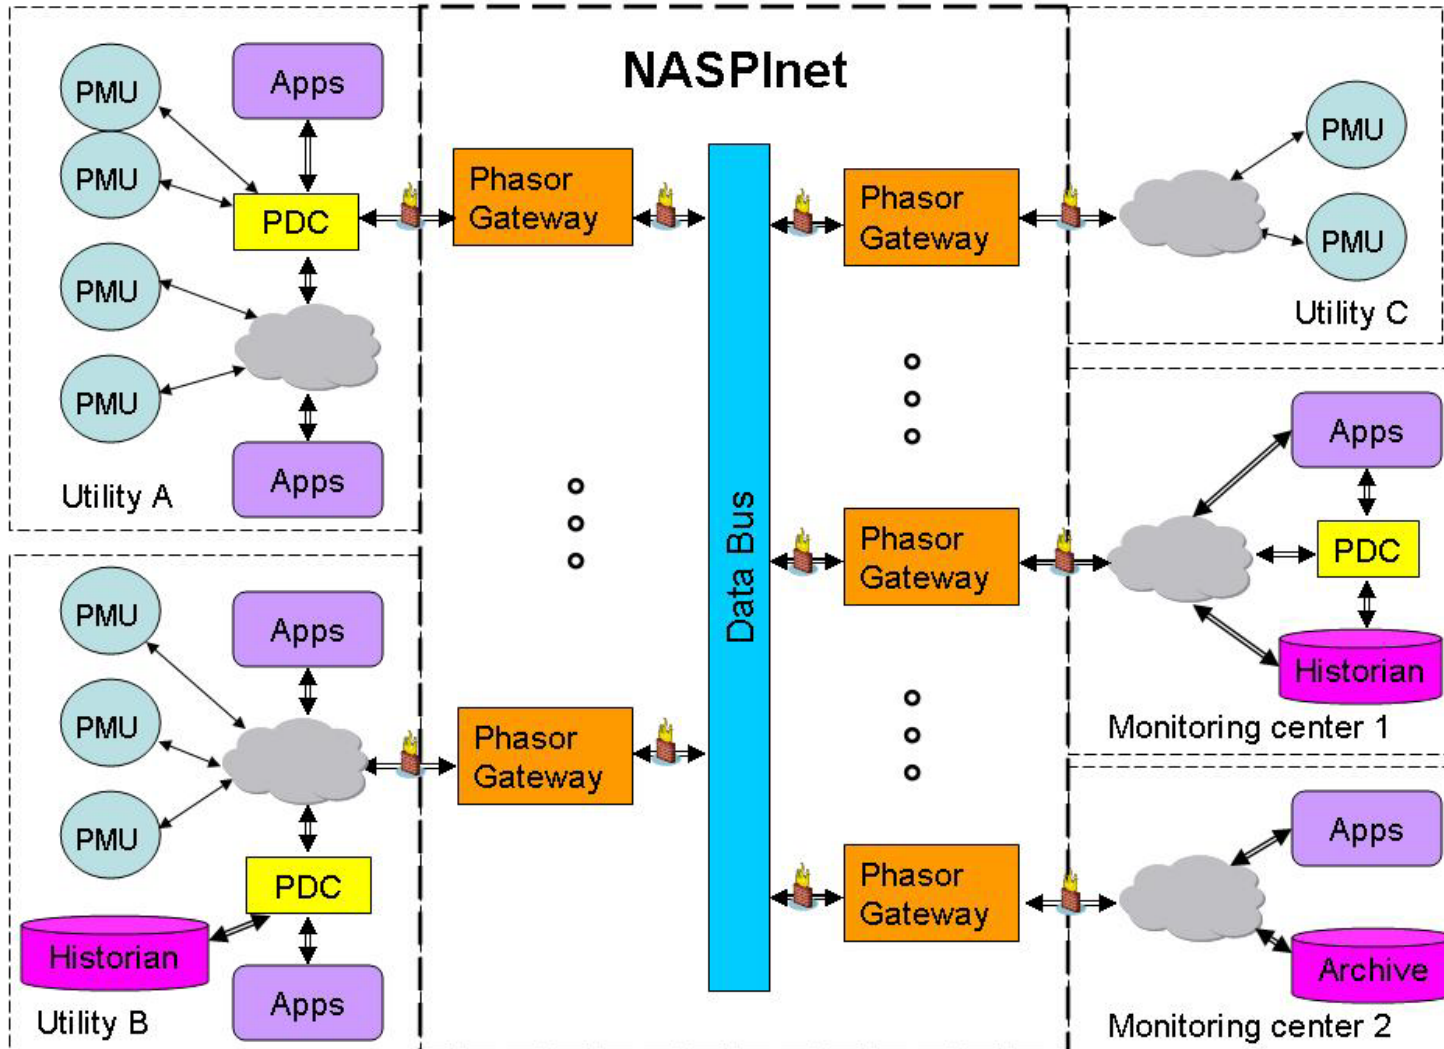 NASPInet
PMU
Apps
PMU
PDC
PMU
PMU
Apps
Utility A
Phasor
Gateway
Phasor
Gateway
PMU
PMU
Utility C
Data Bus
PMU
Apps
PMU
PMU
PDC
Historian
Apps
Utility B
Phasor
Gateway
Phasor
Gateway
Apps
PDC
Historian
Monitoring center 1
Phasor
Gateway
Apps
Archive
Monitoring center 2